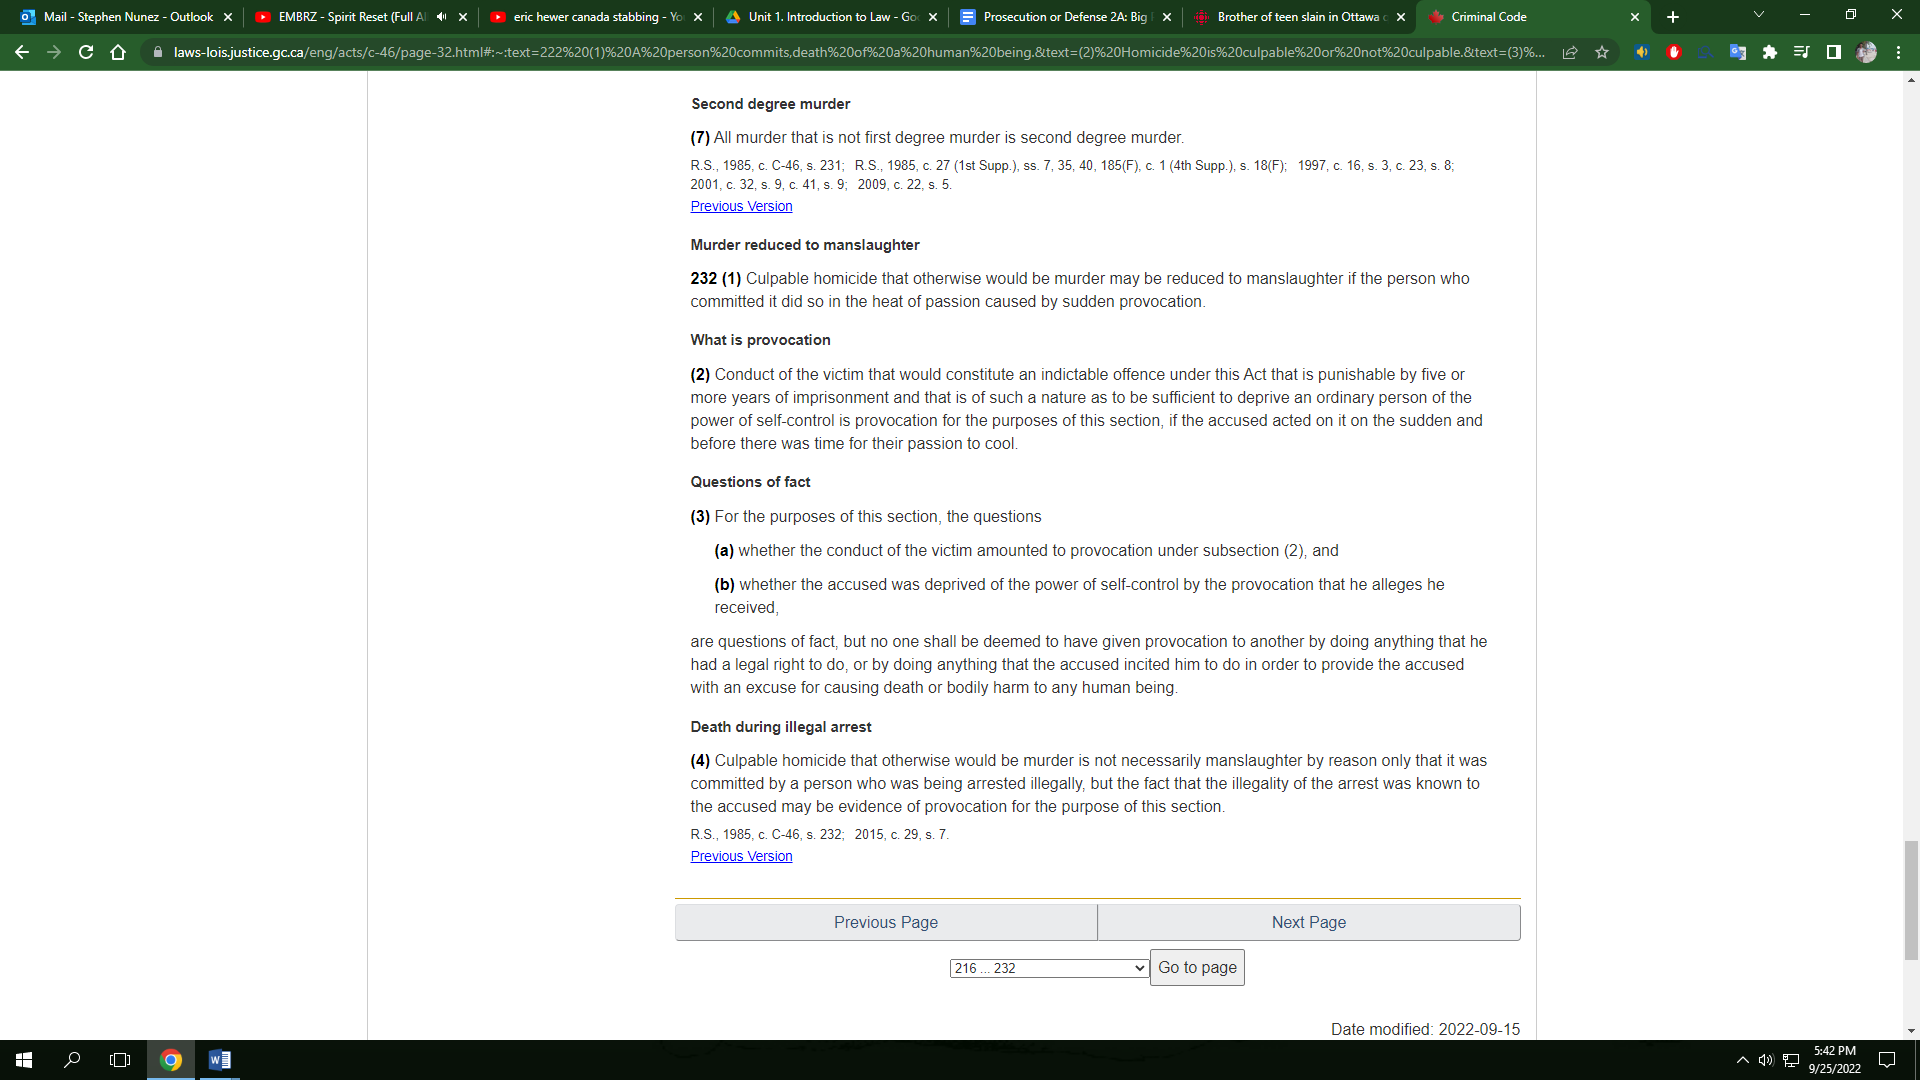 Mail - Stephen Nunez - Outlook
EMBRZ - Spirit Reset (Full Al
eric hewer canada stabbing - Yo
Unit 1. Introduction to Law - Go
Prosecution or Defense 2A: Big
Brother of teen slain in Ottawa
Criminal Code
laws-lois.justice.gc.ca/eng/acts/c-46/page-32.html#:~:text=222%20(1)%20A%20person%20commits,death%20of%20a%20human%20being.&text=(2)%20Homicide%20is%20culpable%20or%20not%20culpable.&text=(3)%...
Second degree murder
(7) All murder that is not first degree murder is second degree murder.
R.S., 1985, c. C-46, s. 231; R.S., 1985, c. 27 (1st Supp.), ss. 7, 35, 40, 185(F), c. 1 (4th Supp.), s. 18(F); 1997, c. 16, s. 3, c. 23, s. 8;
2001, c. 32, s. 9, c. 41, s. 9; 2009, c. 22, s. 5.
Previous Version
Murder reduced to manslaughter
232 (1) Culpable homicide that otherwise would be murder may be reduced to manslaughter if the person who
committed it did so in the heat of passion caused by sudden provocation.
What is provocation
(2) Conduct of the victim that would constitute an indictable offence under this Act that is punishable by five or
more years of imprisonment and that is of such a nature as to be sufficient to deprive an ordinary person of the
power of self-control is provocation for the purposes of this section, if the accused acted on it on the sudden and
before there was time for their passion to cool.
Questions of fact
(3) For the purposes of this section, the questions
(a) whether the conduct of the victim amounted to provocation under subsection (2), and
(b) whether the accused was deprived of the power of self-control by the provocation that he alleges he
received,
are questions of fact, but no one shall be deemed to have given provocation to another by doing anything that he
had a legal right to do, or by doing anything that the accused incited him to do in order to provide the accused
with an excuse for causing death or bodily harm to any human being.
Death during illegal arrest
(4) Culpable homicide that otherwise would be murder is not necessarily manslaughter by reason only that it was
committed by a person who was being arrested illegally, but the fact that the illegality of the arrest was known to
the accused may be evidence of provocation for the purpose of this section.
R.S., 1985, c. C-46, s. 232; 2015, c. 29, s. 7.
Previous Version
Previous Page
Next Page
216 ... 232
Go to page
Date modified: 2022-09-15
5:42 PM
9/25/2022